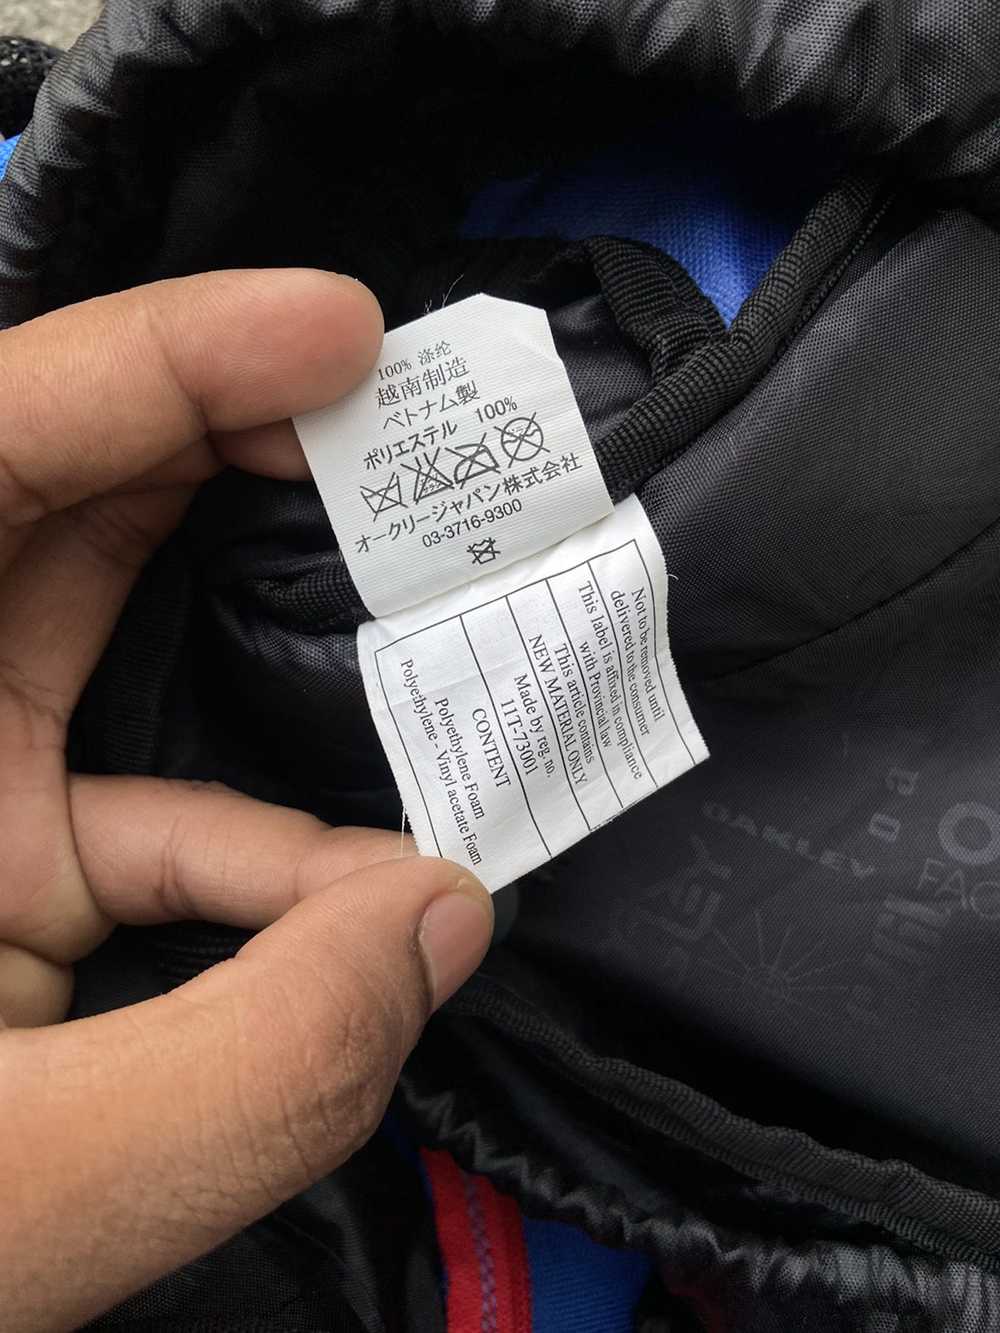 100% 涤纶
越南制造
ベトナム製
ポリエステル 100%
オークリージャパン株式会社
03-3716-9300
Not to be removed until
delivered to the consumer
This label is affixed in compliance
with Provincial law
This article contains
NEW MATERIAL ONLY
Made by reg. no.
11T-73001
CONTENT
Polyethylene Foam
Polyethylene - Vinyl acetate Foam
OAKLEY